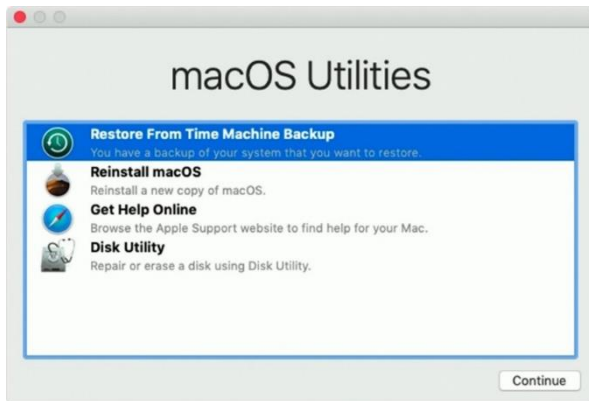 macOS Utilities
Restore From Time Machine Backup
You have a backup of your system that you want to restore.
Reinstall macOS
Reinstall a new copy of macOS.
Get Help Online
Browse the Apple Support website to find help for your Mac.
Disk Utility
Repair or erase a disk using Disk Utility.
Continue